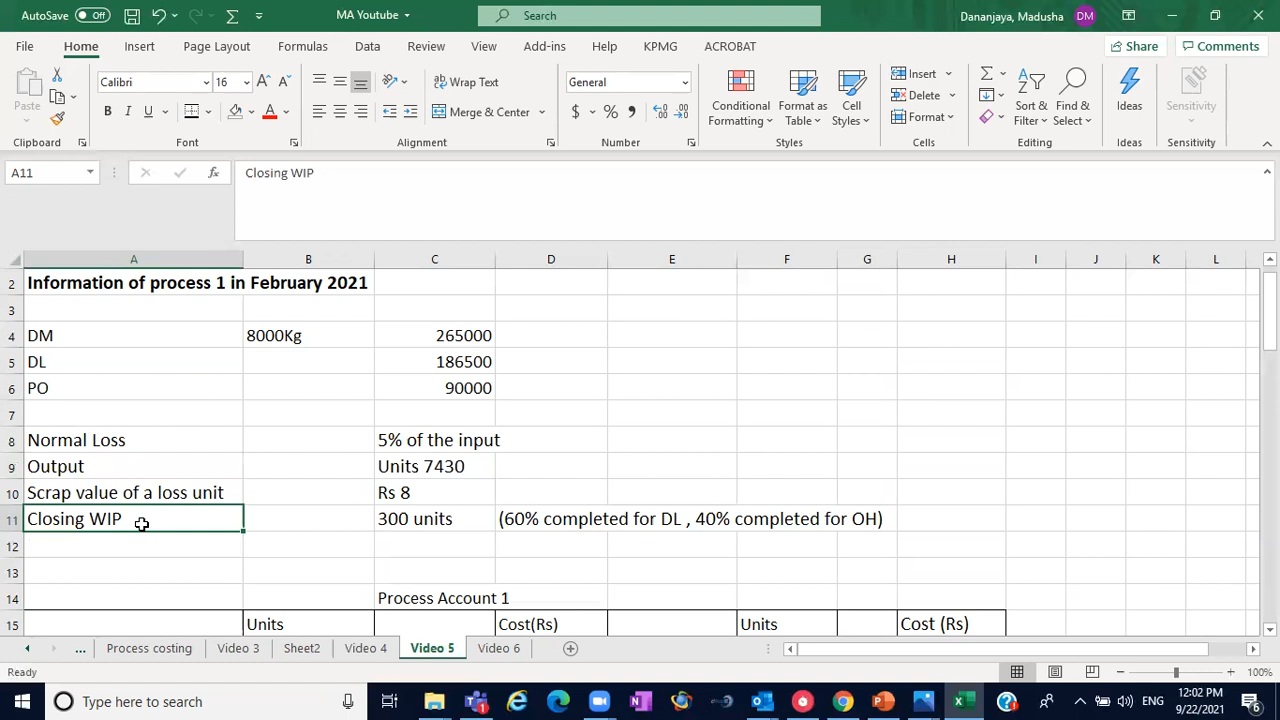 AutoSave Off
MA Youtube
Search
Dananjaya, Madusha DM
File Home Insert Page Layout Formulas Data Review View Add-ins Help KPMG ACROBAT Share Comments
Paste
Calibri 16
B I U
Wrap Text
Merge & Center
General
$ %
Conditional Formatting
Format as Table
Cell Styles
Insert
Delete
Format
Sort & Filter
Find & Select
Ideas
Sensitivity
Clipboard Font Alignment Number Styles Cells Editing Ideas Sensitivity
A11 fx Closing WIP
A B C D E F G H I J K L
2 Information of process 1 in February 2021
3
4 DM 8000Kg 265000
5 DL 186500
6 PO 90000
7
8 Normal Loss 5% of the input
9 Output Units 7430
10 Scrap value of a loss unit Rs 8
11 Closing WIP 300 units (60% completed for DL , 40% completed for OH)
12
13
14 Process Account 1
15 Units Cost(Rs) Units Cost (Rs)
... Process costing Video 3 Sheet2 Video 4 Video 5 Video 6
Ready 100%
Type here to search
ENG
12:02 PM
9/22/2021
6